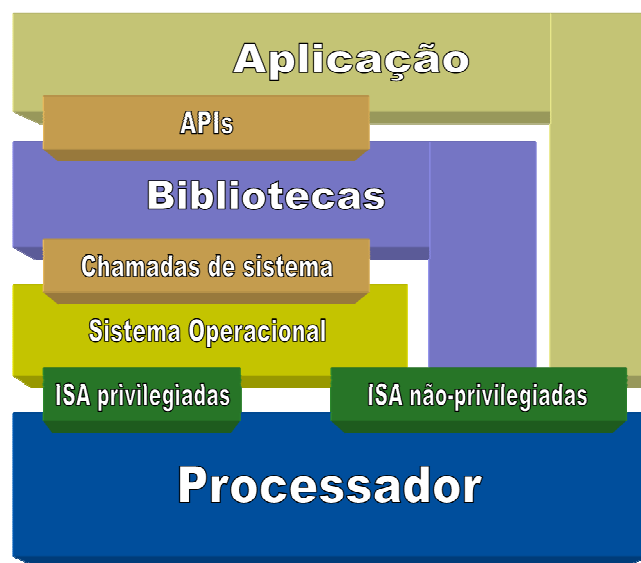 Aplicação
APIs
Bibliotecas
Chamadas de sistema
Sistema Operacional
ISA privilegiadas
ISA não-privilegiadas
Processador